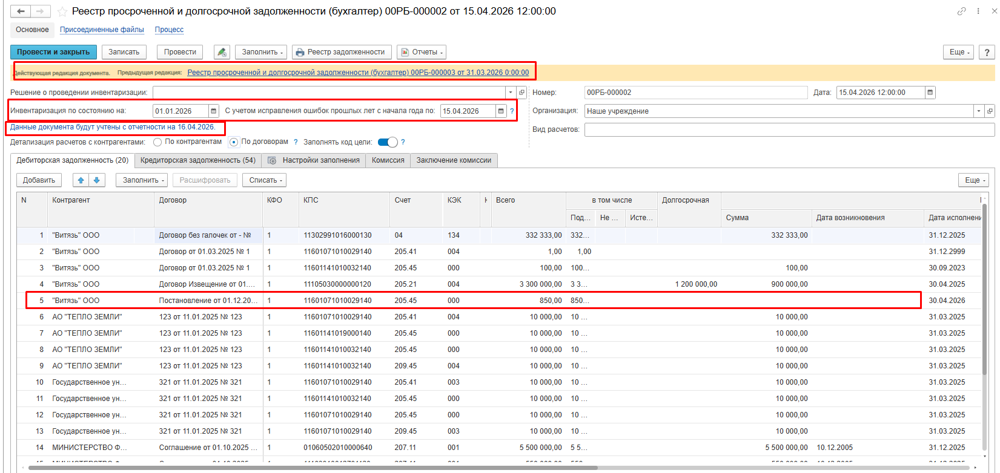 Реестр просроченной и долгосрочной задолженности (бухгалтер) 00РБ-000002 от 15.04.2026 12:00:00
Основное Присоединенные файлы Процесс
Провести и закрыть Записать Провести Заполнить Реестр задолженности Отчеты Еще ?
Действующая редакция документа. Предыдущая редакция: Реестр просроченной и долгосрочной задолженности (бухгалтер) 00РБ-000003 от 31.03.2026 0:00:00
Решение о проведении инвентаризации: Номер: 00РБ-000002 Дата: 15.04.2026 12:00:00
Инвентаризация по состоянию на: 01.01.2026 С учетом исправления ошибок прошлых лет с начала года по: 15.04.2026 ? Организация: Наше учреждение
Данные документа будут учтены с отчетности на 16.04.2026. Вид расчетов:
Детализация расчетов с контрагентами: По контрагентам По договорам ? Заполнять код цели: ?
Дебиторская задолженность (20) Кредиторская задолженность (54) Настройки заполнения Комиссия Заключение комиссии
Добавить Заполнить Расшифровать Списать Еще
N Контрагент Договор КФО КПС Счет КЭК Всего в том числе Долгосрочная
Под... Не ... Исте... Сумма Дата возникновения Дата исполнени
1 "Витязь" ООО Договор без галочек от - № 1 11302991016000130 04 134 332 333,00 332... 332 333,00 31.12.2025
2 "Витязь" ООО Договор от 01.03.2025 № 1 1 11601071010029140 205.41 004 1,00 1,00 31.12.2999
3 "Витязь" ООО Договор от 01.03.2025 № 1 1 11601141010032140 205.45 000 100,00 100... 100,00 30.09.2023
4 "Витязь" ООО Договор Извещение от 01.... 1 11105030000000120 205.21 004 3 300 000,00 3 3... 1 200 000,00 900 000,00 30.04.2025
5 "Витязь" ООО Постановление от 01.12.20... 1 11601071010029140 205.45 000 850,00 850... 30.04.2026
6 АО "ТЕПЛО ЗЕМЛИ" 123 от 11.01.2025 № 123 1 11601071010029140 205.41 004 10 000,00 10 ... 10 000,00 31.03.2025
7 АО "ТЕПЛО ЗЕМЛИ" 123 от 11.01.2025 № 123 1 11601141019000140 205.45 000 10 000,00 10 ... 10 000,00 31.03.2025
8 АО "ТЕПЛО ЗЕМЛИ" 123 от 11.01.2025 № 123 1 11601141010032140 205.45 000 10 000,00 10 ... 10 000,00 31.03.2025
9 АО "ТЕПЛО ЗЕМЛИ" 123 от 11.01.2025 № 123 1 11601141010032140 209.45 004 10 000,00 10 ... 10 000,00 31.03.2025
10 Государственное ун... 321 от 11.01.2025 № 321 1 11601071010029140 205.41 003 10 000,00 10 ... 10 000,00 31.03.2025
11 Государственное ун... 321 от 11.01.2025 № 321 1 11601141010032140 205.45 000 10 000,00 10 ... 10 000,00 31.03.2025
12 Государственное ун... 321 от 11.01.2025 № 321 1 11601071010029140 205.45 000 10 000,00 10 ... 10 000,00 31.03.2025
13 Государственное ун... 321 от 11.01.2025 № 321 1 11601071010029140 209.45 003 10 000,00 10 ... 10 000,00 31.03.2025
14 МИНИСТЕРСТВО Ф... Соглашение от 01.10.2025 ... 1 01060502010000640 207.11 001 5 500 000,00 5 5... 5 500 000,00 10.12.2005 31.12.2025